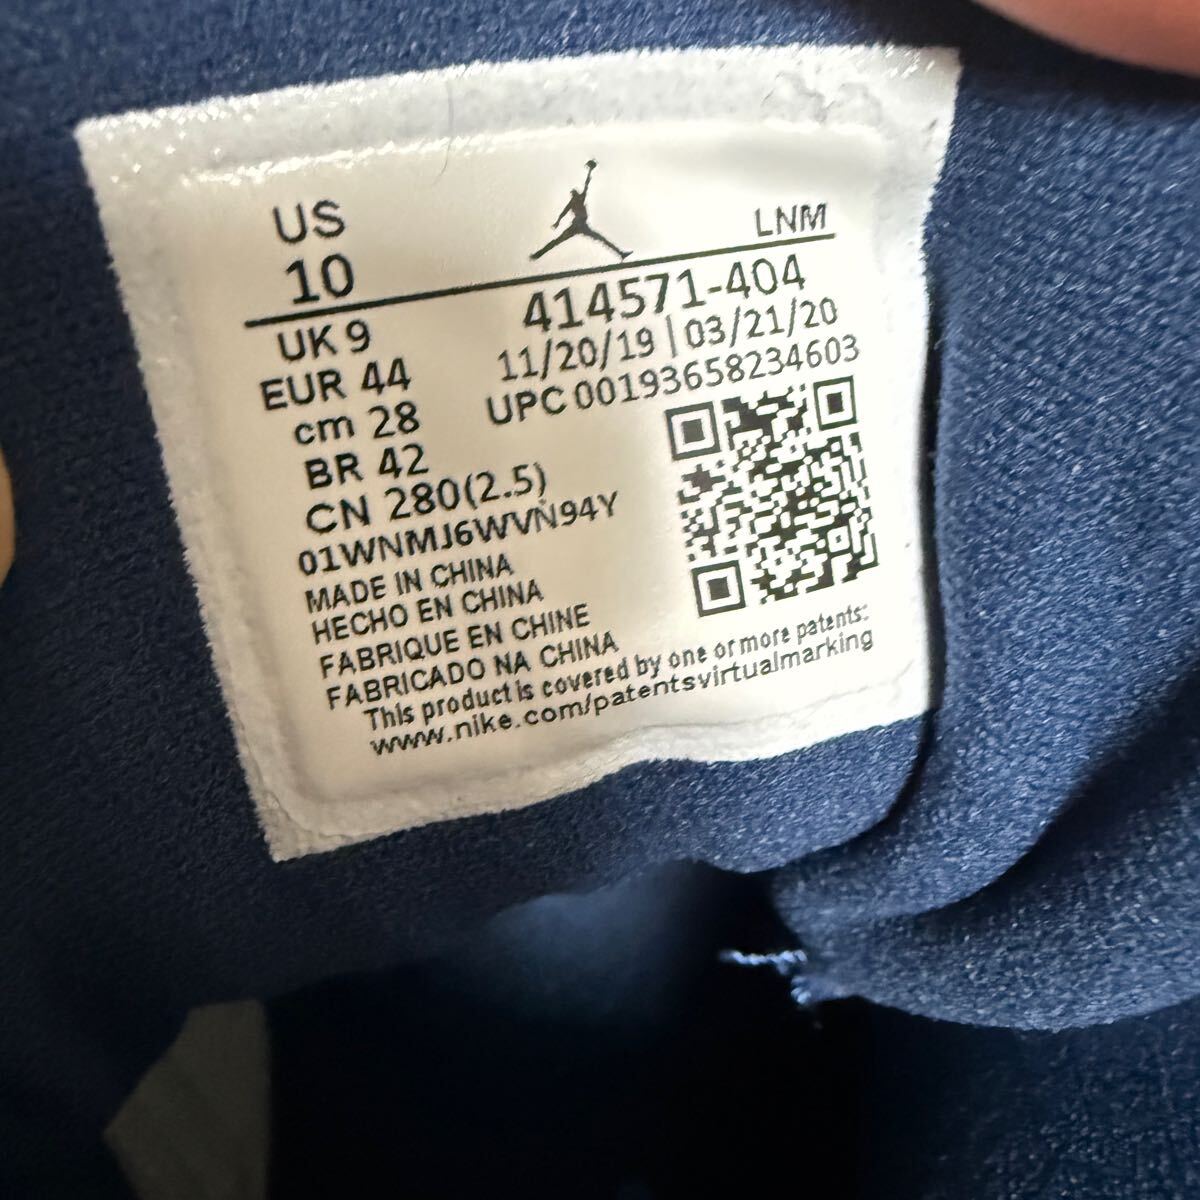 US
10
LNM
414571-404
11/20/19 | 03/21/20
UPC 00193658234603
UK 9
EUR 44
cm 28
BR 42
CN 280(2.5)
01WNMJ6WVN94Y
MADE IN CHINA
HECHO EN CHINA
FABRIQUE EN CHINE
FABRICADO NA CHINA
This product is covered by one or more patents:
www.nike.com/patentsvirtualmarking